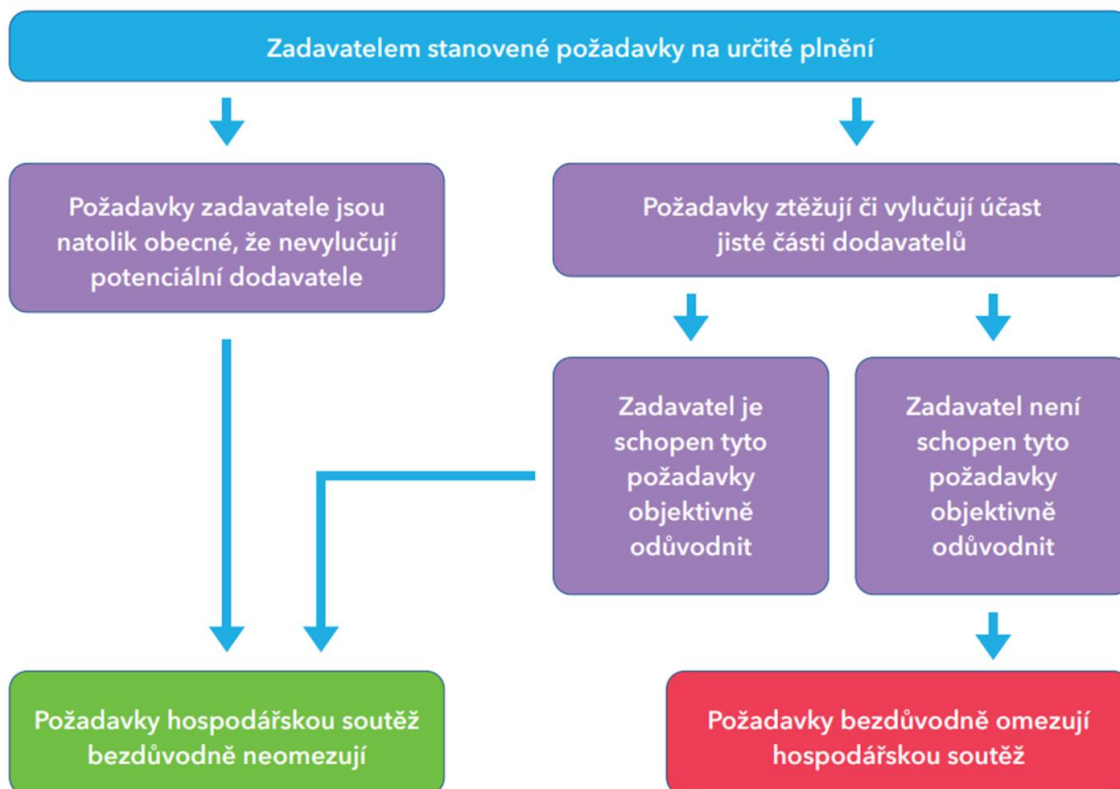 Zadavatelem stanovené požadavky na určité plnění
Požadavky zadavatele jsou
natolik obecné, že nevylučují
potenciální dodavatele
Požadavky ztěžují či vylučují účast
jisté části dodavatelů
Zadavatel je
schopen tyto
požadavky
objektivně
odůvodnit
Zadavatel není
schopen tyto
požadavky
objektivně
odůvodnit
Požadavky hospodářskou soutěž
bezdůvodně neomezují
Požadavky bezdůvodně omezují
hospodářskou soutěž